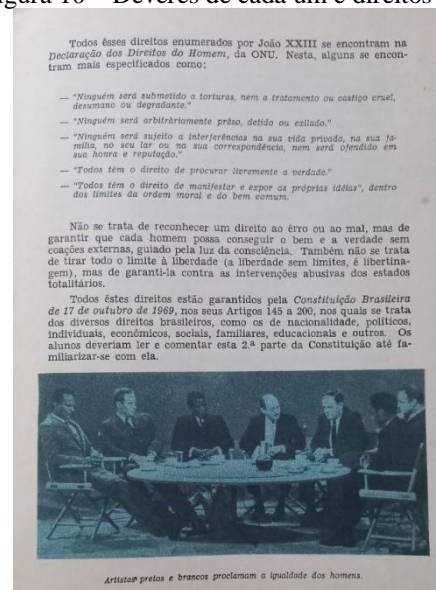 gura 16 – Deveres de cada um e direitos
Todos êsses direitos enumerados por João XXIII se encontram na
Declaração dos Direitos do Homem, da ONU. Nesta, alguns se encon-
tram mais especificados como:
— "Ninguém será submetido a torturas, nem a tratamento ou castigo cruel,
desumano ou degradante."
— "Ninguém será arbitràriamente prêso, detido ou exilado."
— "Ninguém será sujeito a interferências na sua vida privada, na sua fa-
mília, no seu lar ou na sua correspondência, nem será ofendido em
sua honra e reputação."
— "Todos têm o direito de procurar livremente a verdade."
— "Todos têm o direito de manifestar e expor as próprias idéias", dentro
dos limites da ordem moral e do bem comum.
Não se trata de reconhecer um direito ao êrro ou ao mal, mas de
garantir que cada homem possa conseguir o bem e a verdade sem
coações externas, guiado pela luz da consciência. Também não se trata
de tirar todo o limite à liberdade (a liberdade sem limites, é libertina-
gem), mas de garanti-la contra as intervenções abusivas dos estados
totalitários.
Todos êstes direitos estão garantidos pela Constituição Brasileira
de 17 de outubro de 1969, nos seus Artigos 145 a 200, nos quais se trata
dos diversos direitos brasileiros, como os de nacionalidade, políticos,
individuais, econômicos, sociais, familiares, educacionais e outros. Os
alunos deveriam ler e comentar esta 2.ª parte da Constituição até fa-
miliarizar-se com ela.
Artistas pretos e brancos proclamam a igualdade dos homens.